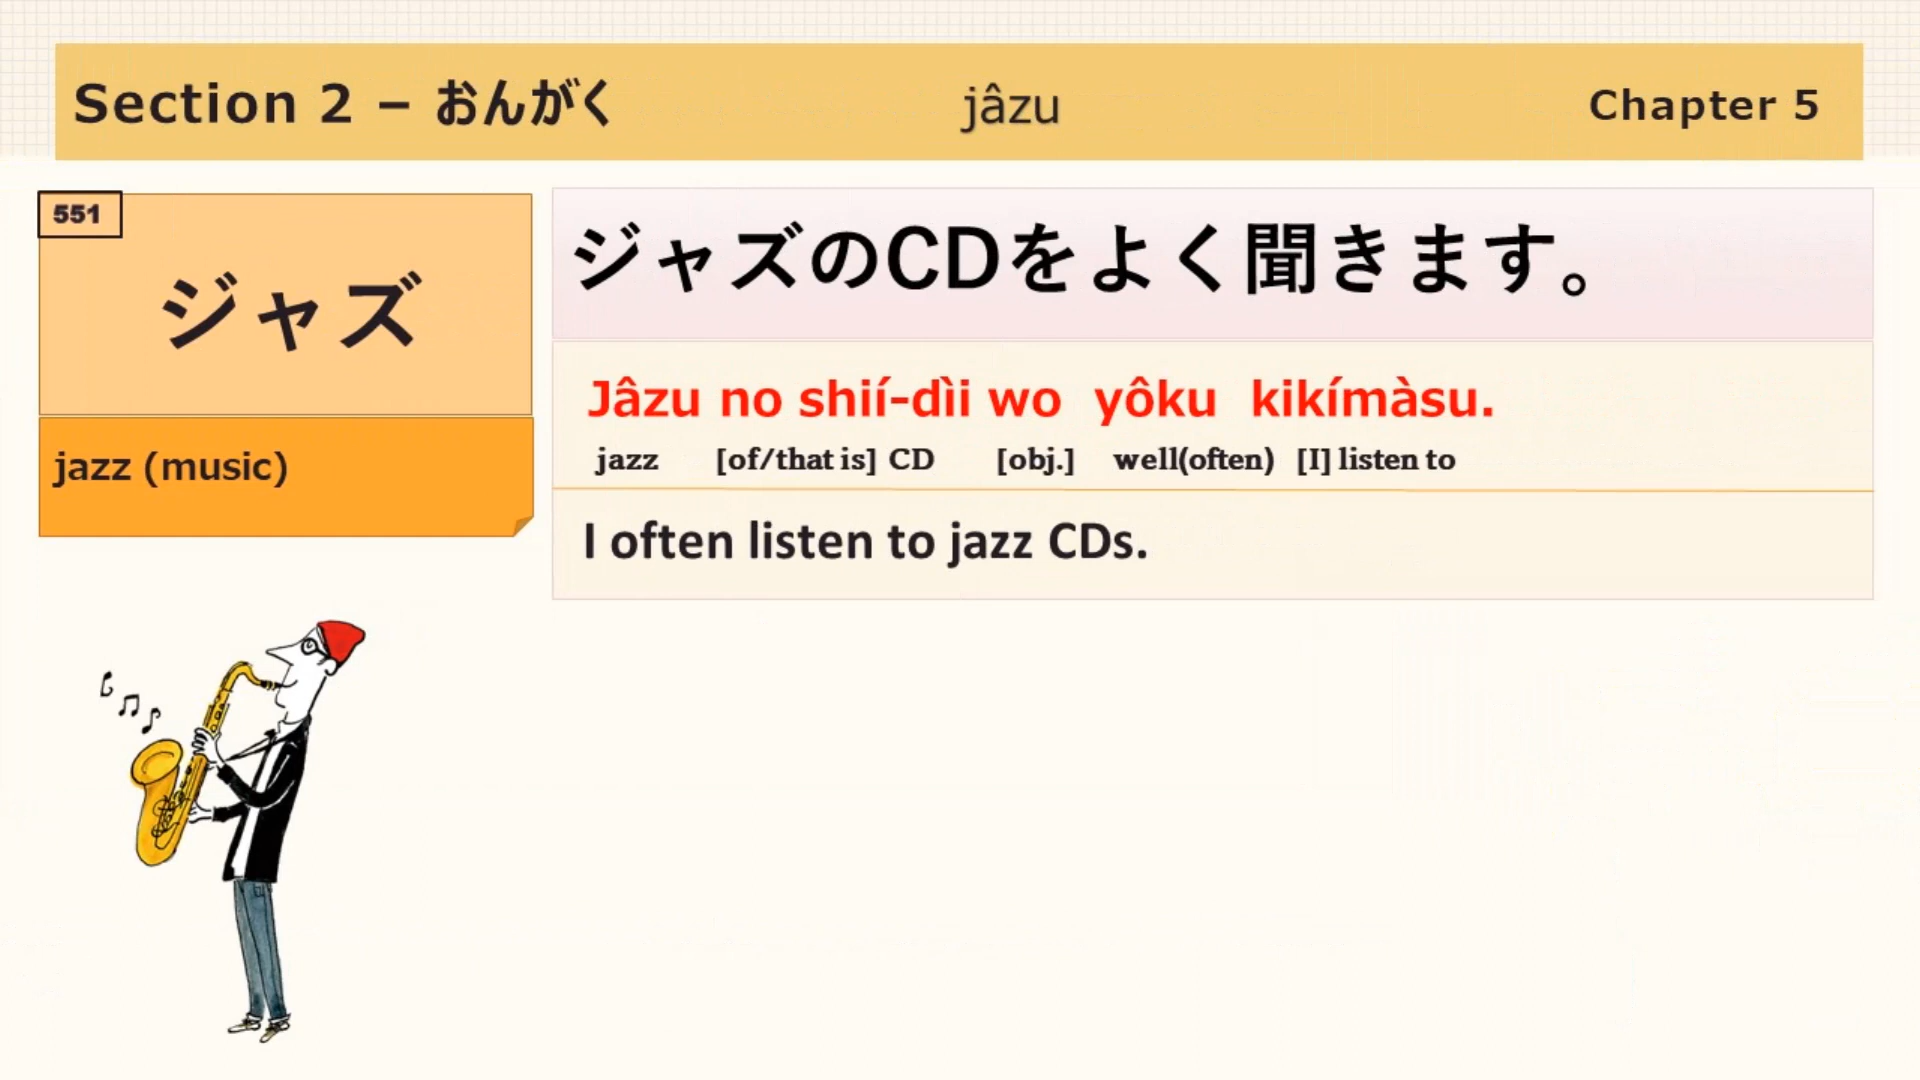 Section 2 – おんがく jâzu Chapter 5
551
ジャズ
jazz (music)
ジャズのCDをよく聞きます。
Jâzu no shií-dìi wo yôku kikímàsu.
jazz [of/that is] CD [obj.] well(often) [I] listen to
I often listen to jazz CDs.